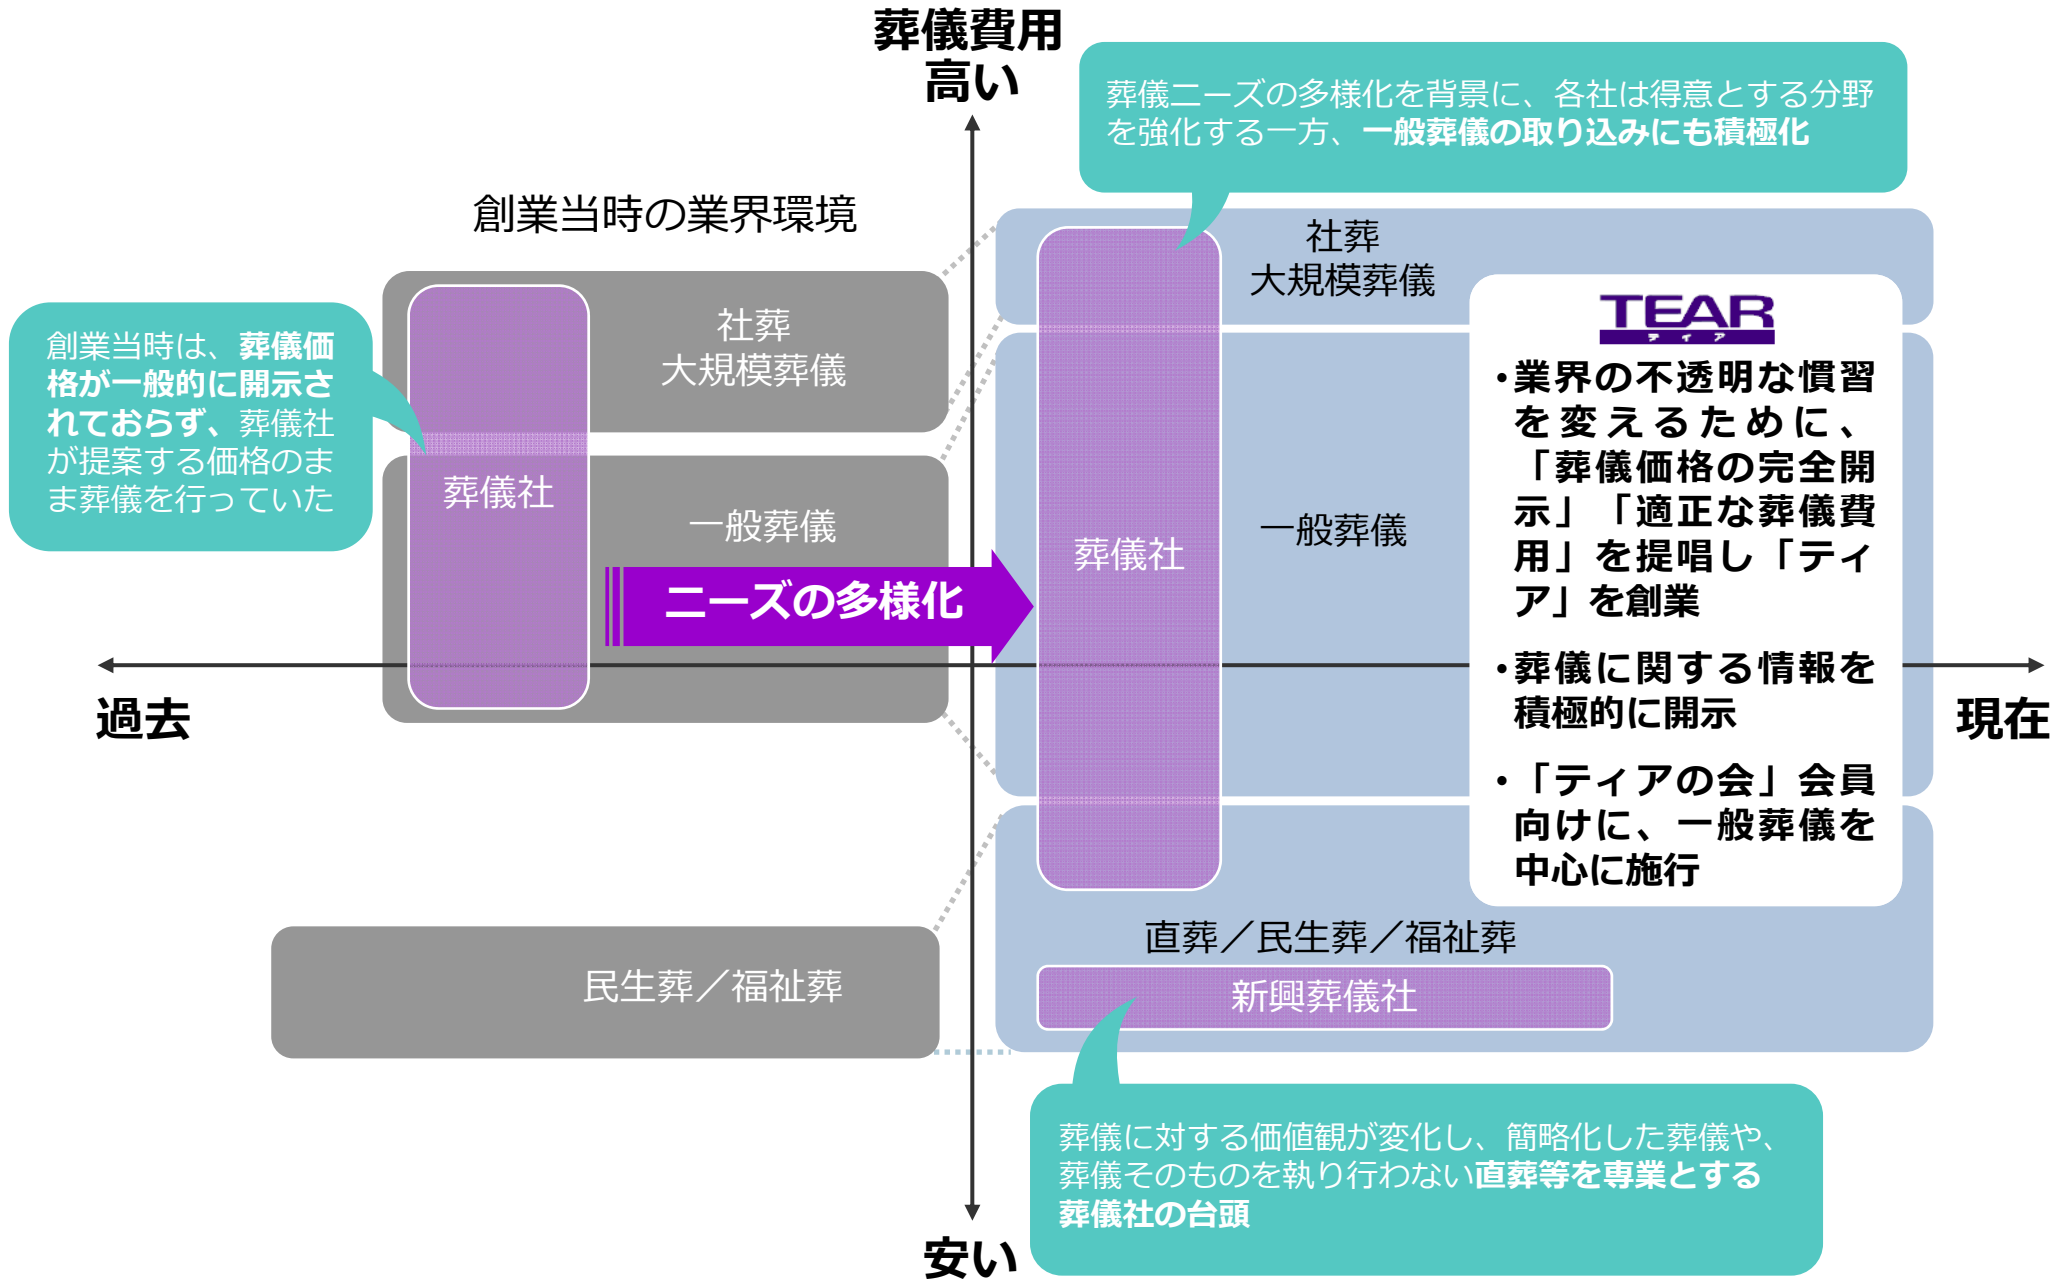 葬儀費用
高い
葬儀ニーズの多様化を背景に、各社は得意とする分野
を強化する一方、一般葬儀の取り込みにも積極化
創業当時の業界環境
社葬
大規模葬儀
葬儀社
一般葬儀
創業当時は、葬儀価
格が一般的に開示さ
れておらず、葬儀社
が提案する価格のま
ま葬儀を行っていた
ニーズの多様化
社葬
大規模葬儀
葬儀社
一般葬儀
TEAR
ティア
・業界の不透明な慣習
を変えるために、
「葬儀価格の完全開
示」「適正な葬儀費
用」を提唱し「ティ
ア」を創業
・葬儀に関する情報を
積極的に開示
・「ティアの会」会員
向けに、一般葬儀を
中心に施行
過去
現在
民生葬／福祉葬
直葬／民生葬／福祉葬
新興葬儀社
葬儀に対する価値観が変化し、簡略化した葬儀や、
葬儀そのものを執り行わない直葬等を専業とする
葬儀社の台頭
安い